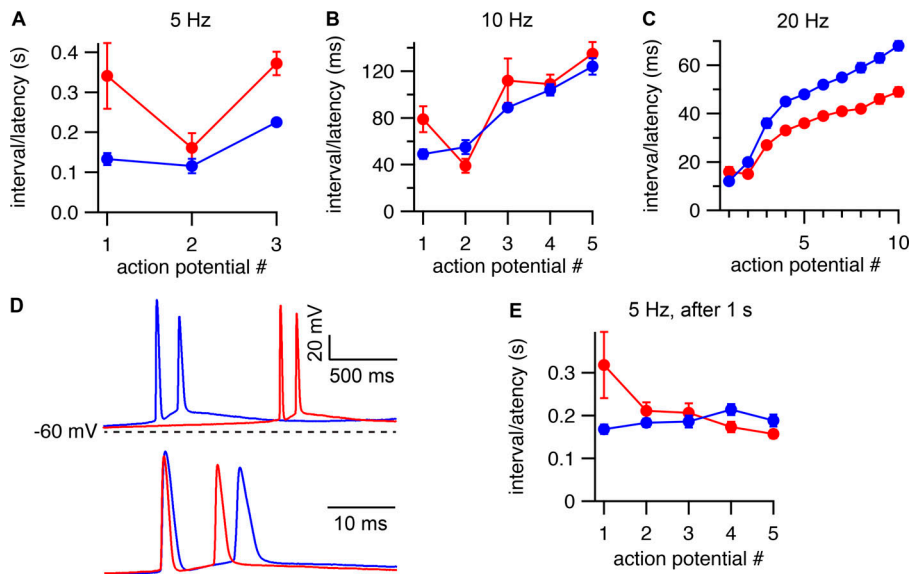 A
5 Hz
interval/latency (s)
0.4
0.3
0.2
0.1
0.0
1
2
3
action potential #
B
10 Hz
interval/latency (ms)
120
80
40
0
1
2
3
4
5
action potential #
C
20 Hz
interval/latency (ms)
60
40
20
0
5
10
action potential #
D
20 mV
500 ms
-60 mV
10 ms
E
5 Hz, after 1 s
interval/latency (s)
0.3
0.2
0.1
0
1
2
3
4
5
action potential #